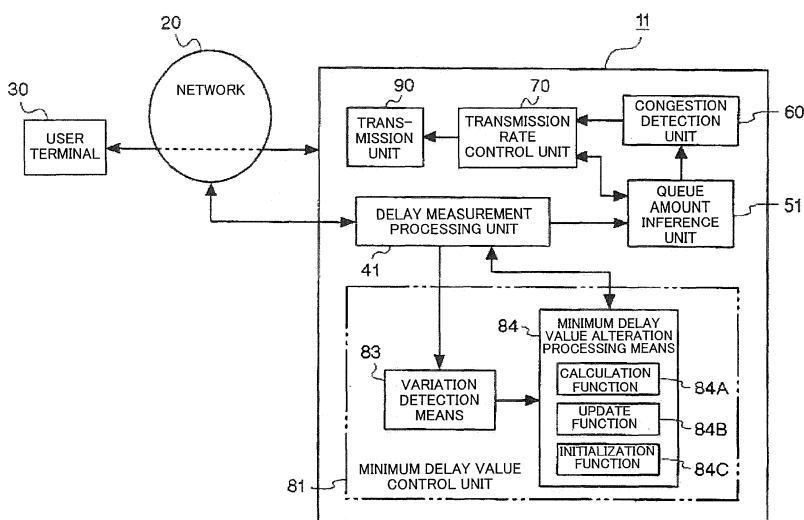 20
11
30
NETWORK
90
70
USER
TERMINAL
TRANS-
MISSION
UNIT
TRANSMISSION
RATE
CONTROL UNIT
CONGESTION
DETECTION
UNIT
60
QUEUE
AMOUNT
INFERENCE
UNIT
51
DELAY MEASUREMENT
PROCESSING UNIT
41
84
MINIMUM DELAY
VALUE ALTERATION
PROCESSING MEANS
83
VARIATION
DETECTION
MEANS
CALCULATION
FUNCTION
84A
UPDATE
FUNCTION
84B
INITIALIZATION
FUNCTION
84C
81
MINIMUM DELAY VALUE
CONTROL UNIT